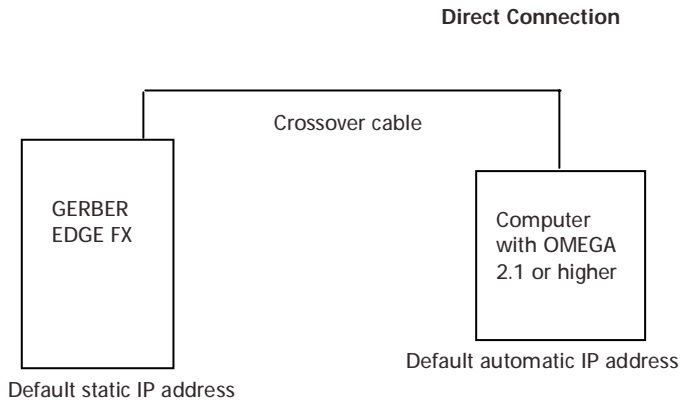 Direct Connection
Crossover cable
GERBER
EDGE FX
Computer
with OMEGA
2.1 or higher
Default automatic IP address
Default static IP address